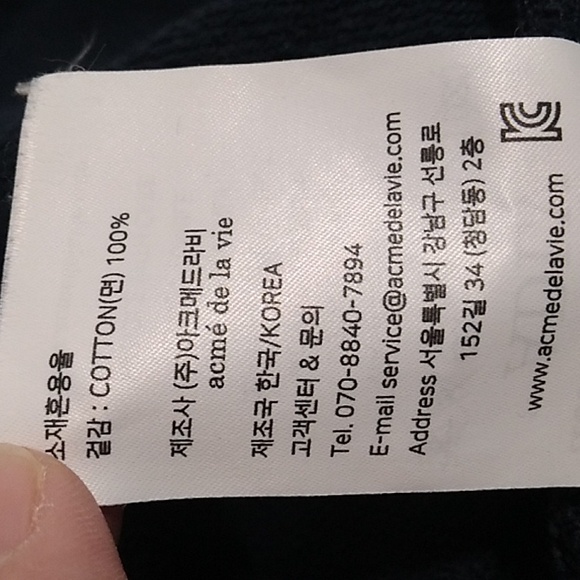 소재혼용율
겉감 : COTTON(면) 100%
제조사 (주)아크메드라비
acmé de la vie
제조국 한국/KOREA
고객센터 & 문의
Tel. 070-8840-7894
E-mail service@acmedelavie.com
Address 서울특별시 강남구 선릉로
152길 34 (청담동) 2층
www.acmedelavie.com